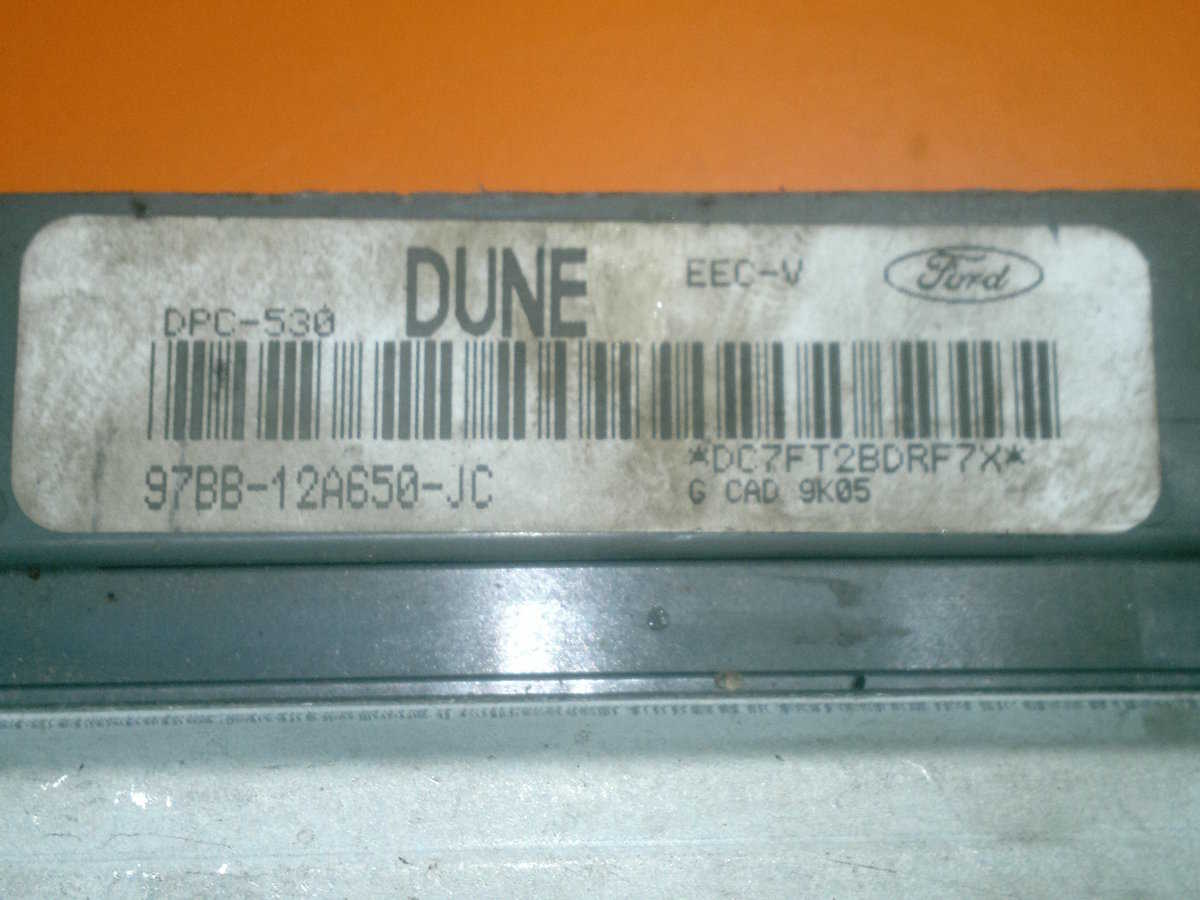 DUNE
EEC-V
Ford
DPC-530
*DC7FT2BDRF7X*
97BB-12A650-JC
G CAD 9K05